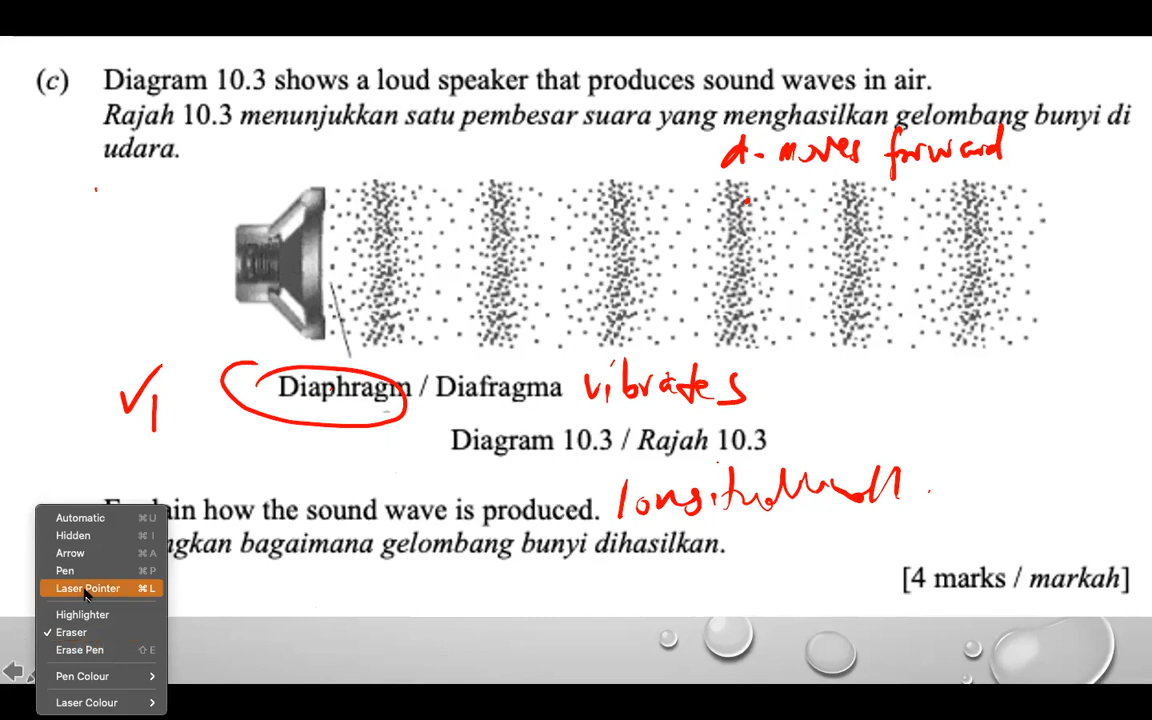 (c) Diagram 10.3 shows a loud speaker that produces sound waves in air.
Rajah 10.3 menunjukkan satu pembesar suara yang menghasilkan gelombang bunyi di
udara.
d. moves forward
Diaphragm / Diafragma vibrates
Diagram 10.3 / Rajah 10.3
ain how the sound wave is produced.
ngkan bagaimana gelombang bunyi dihasilkan.
[4 marks / markah]
Automatic ⌘U
Hidden ⌘I
Arrow ⌘A
Pen ⌘P
Laser Pointer ⌘L
Highlighter
Eraser
Erase Pen ⇧E
Pen Colour
Laser Colour